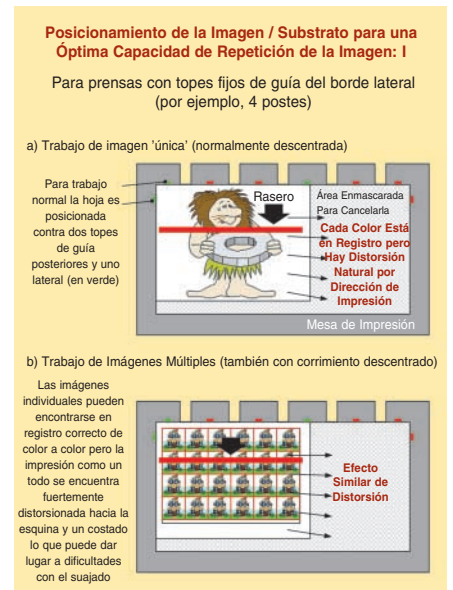 Posicionamiento de la Imagen / Substrato para una
Óptima Capacidad de Repetición de la Imagen: I
Para prensas con topes fijos de guía del borde lateral
(por ejemplo, 4 postes)
a) Trabajo de imagen 'única' (normalmente descentrada)
Para trabajo
normal la hoja es
posicionada
contra dos topes
de guía
posteriores y uno
lateral (en verde)
Rasero
Área Enmascarada
Para Cancelarla
Cada Color Está
en Registro pero
Hay Distorsión
Natural por
Dirección de
Impresión
Mesa de Impresión
b) Trabajo de Imágenes Múltiples (también con corrimiento descentrado)
Las imágenes
individuales pueden
encontrarse en
registro correcto de
color a color pero la
impresión como un
todo se encuentra
fuertemente
distorsionada hacia la
esquina y un costado
lo que puede dar
lugar a dificultades
con el suajado
Efecto
Similar de
Distorsión